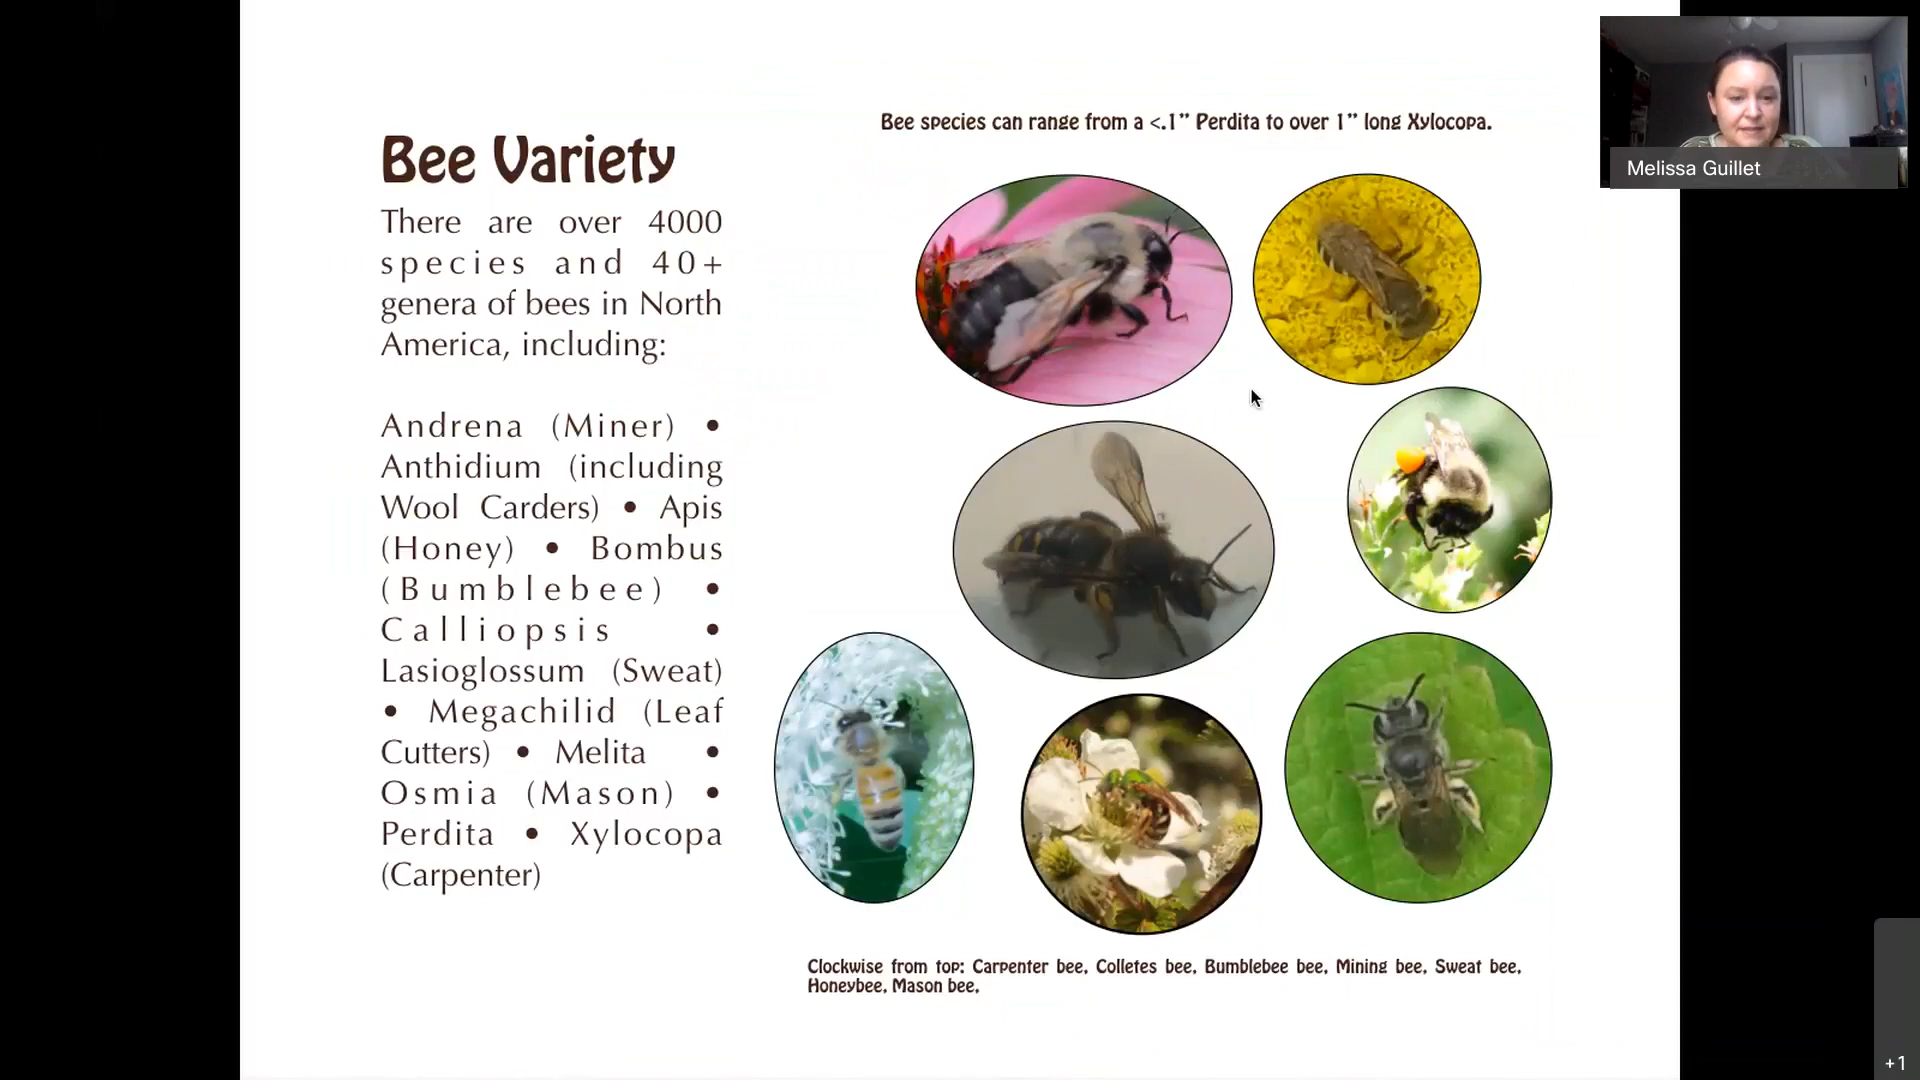 Bee species can range from a <.1” Perdita to over 1” long Xylocopa.
Bee Variety
There are over 4000
species and 40+
genera of bees in North
America, including:
Andrena (Miner) •
Anthidium (including
Wool Carders) • Apis
(Honey) • Bombus
(Bumblebee) •
Calliopsis •
Lasioglossum (Sweat)
• Megachilid (Leaf
Cutters) • Melita •
Osmia (Mason) •
Perdita • Xylocopa
(Carpenter)
Clockwise from top: Carpenter bee, Colletes bee, Bumblebee bee, Mining bee, Sweat bee,
Honeybee, Mason bee,
Melissa Guillet
+1